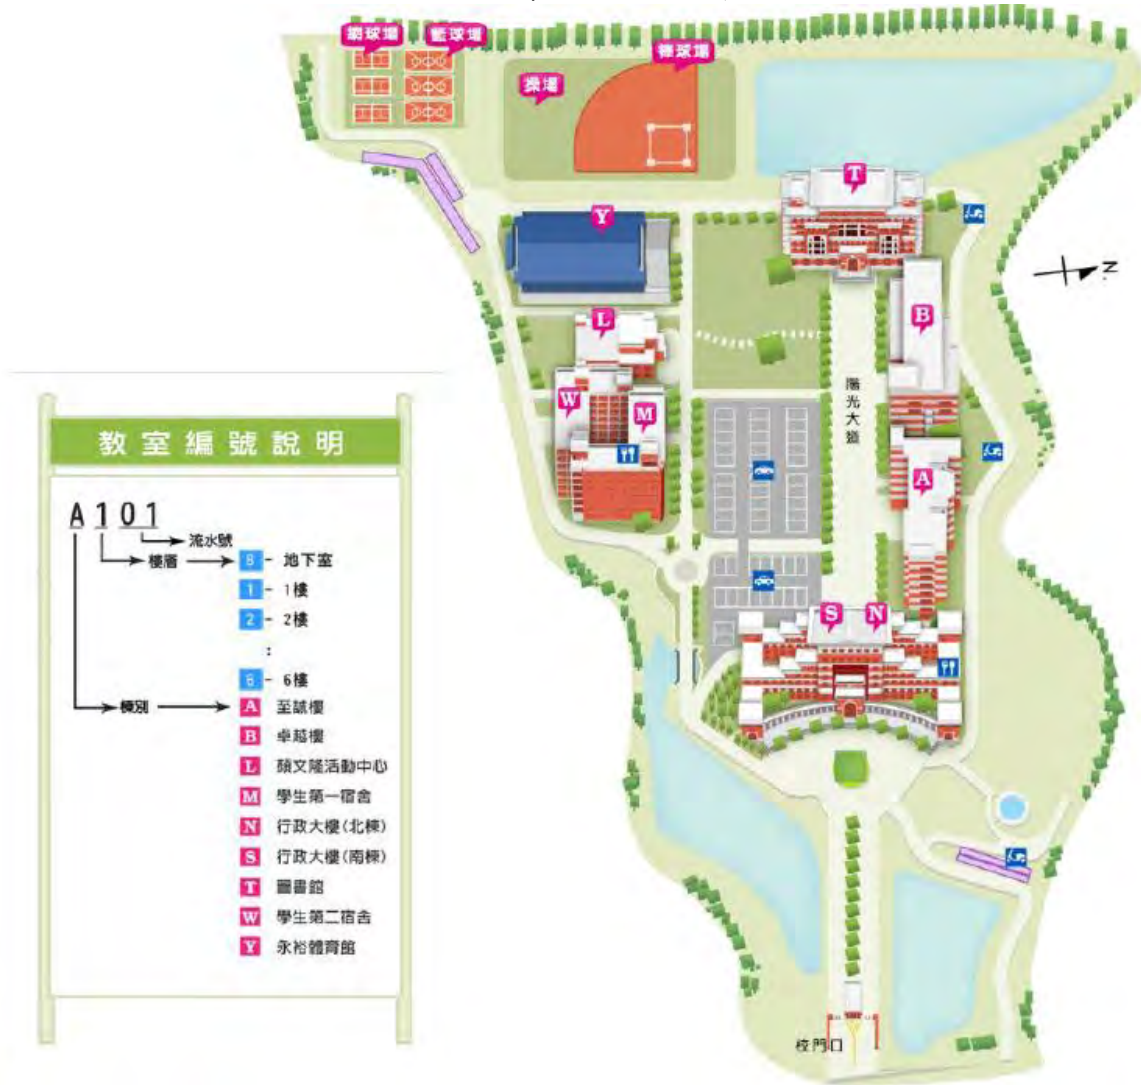 網球場
籃球場
棒球場
操場
T
Y
N
B
L
W
M
陽光大道
A
S
N
校門口
教室編號說明
A101
流水號
樓層
B - 地下室
1 - 1樓
2 - 2樓
:
6 - 6樓
棟別
A 至誠樓
B 卓越樓
L 顏文隆活動中心
M 學生第一宿舍
N 行政大樓(北棟)
S 行政大樓(南棟)
T 圖書館
W 學生第二宿舍
Y 永裕體育館